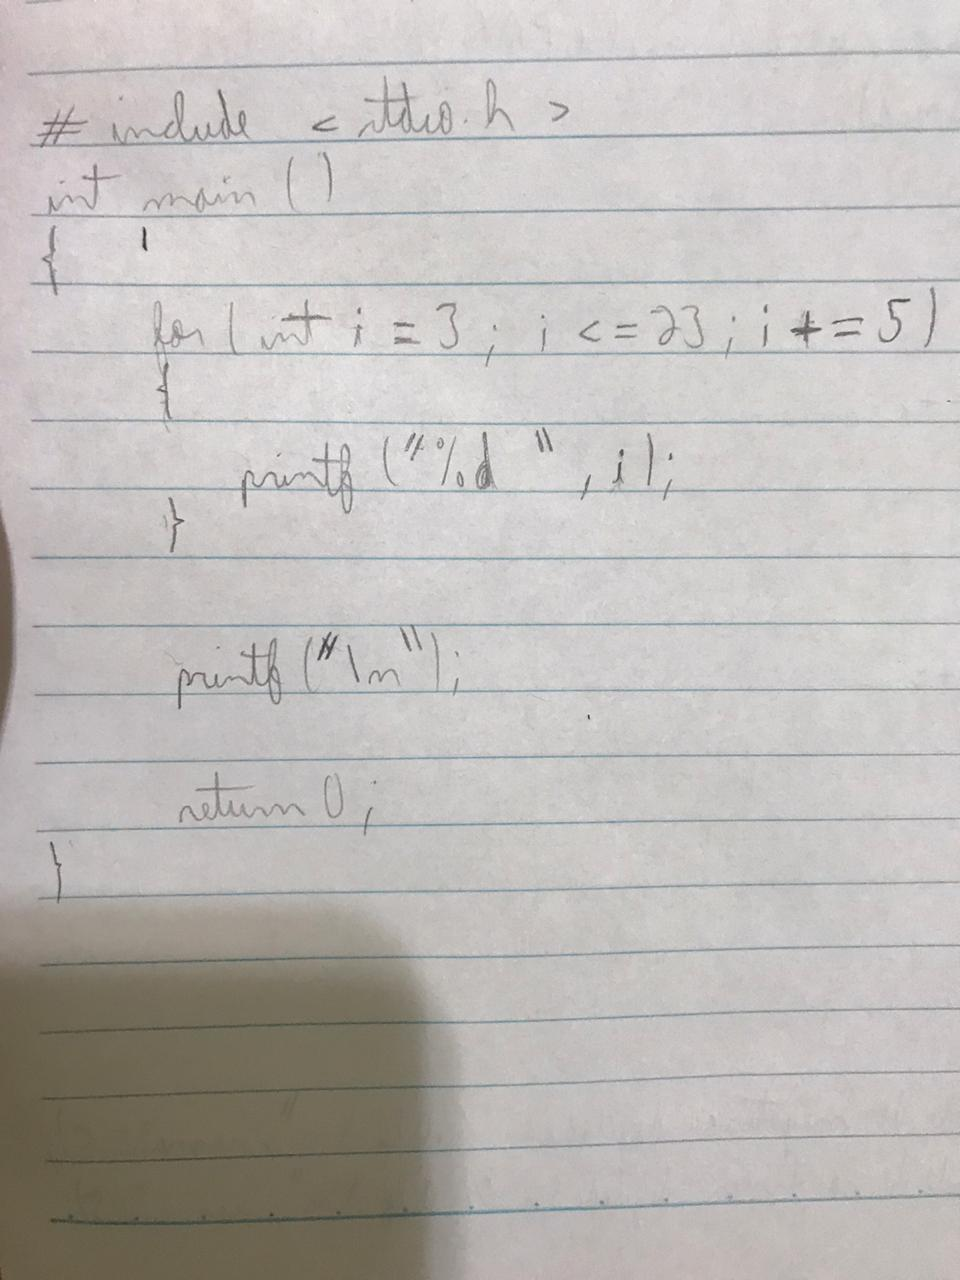 # include < stdio.h >
int main ()
{
for (int i = 3 ; i <= 23 ; i += 5)
{
printf ("%d ", i);
}
printf ("\n");
return 0;
}